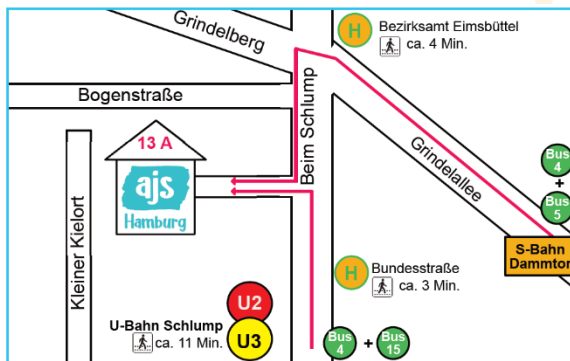 Grindelberg
H
Bezirksamt Eimsbüttel
ca. 4 Min.
Bogenstraße
Beim Schlump
13 A
ajs
Hamburg
Kleiner Kielort
Grindelallee
Bus
4
+
Bus
5
S-Bahn
Dammtor
H
Bundesstraße
ca. 3 Min.
U2
U3
U-Bahn Schlump
ca. 11 Min.
Bus
4
+
Bus
15